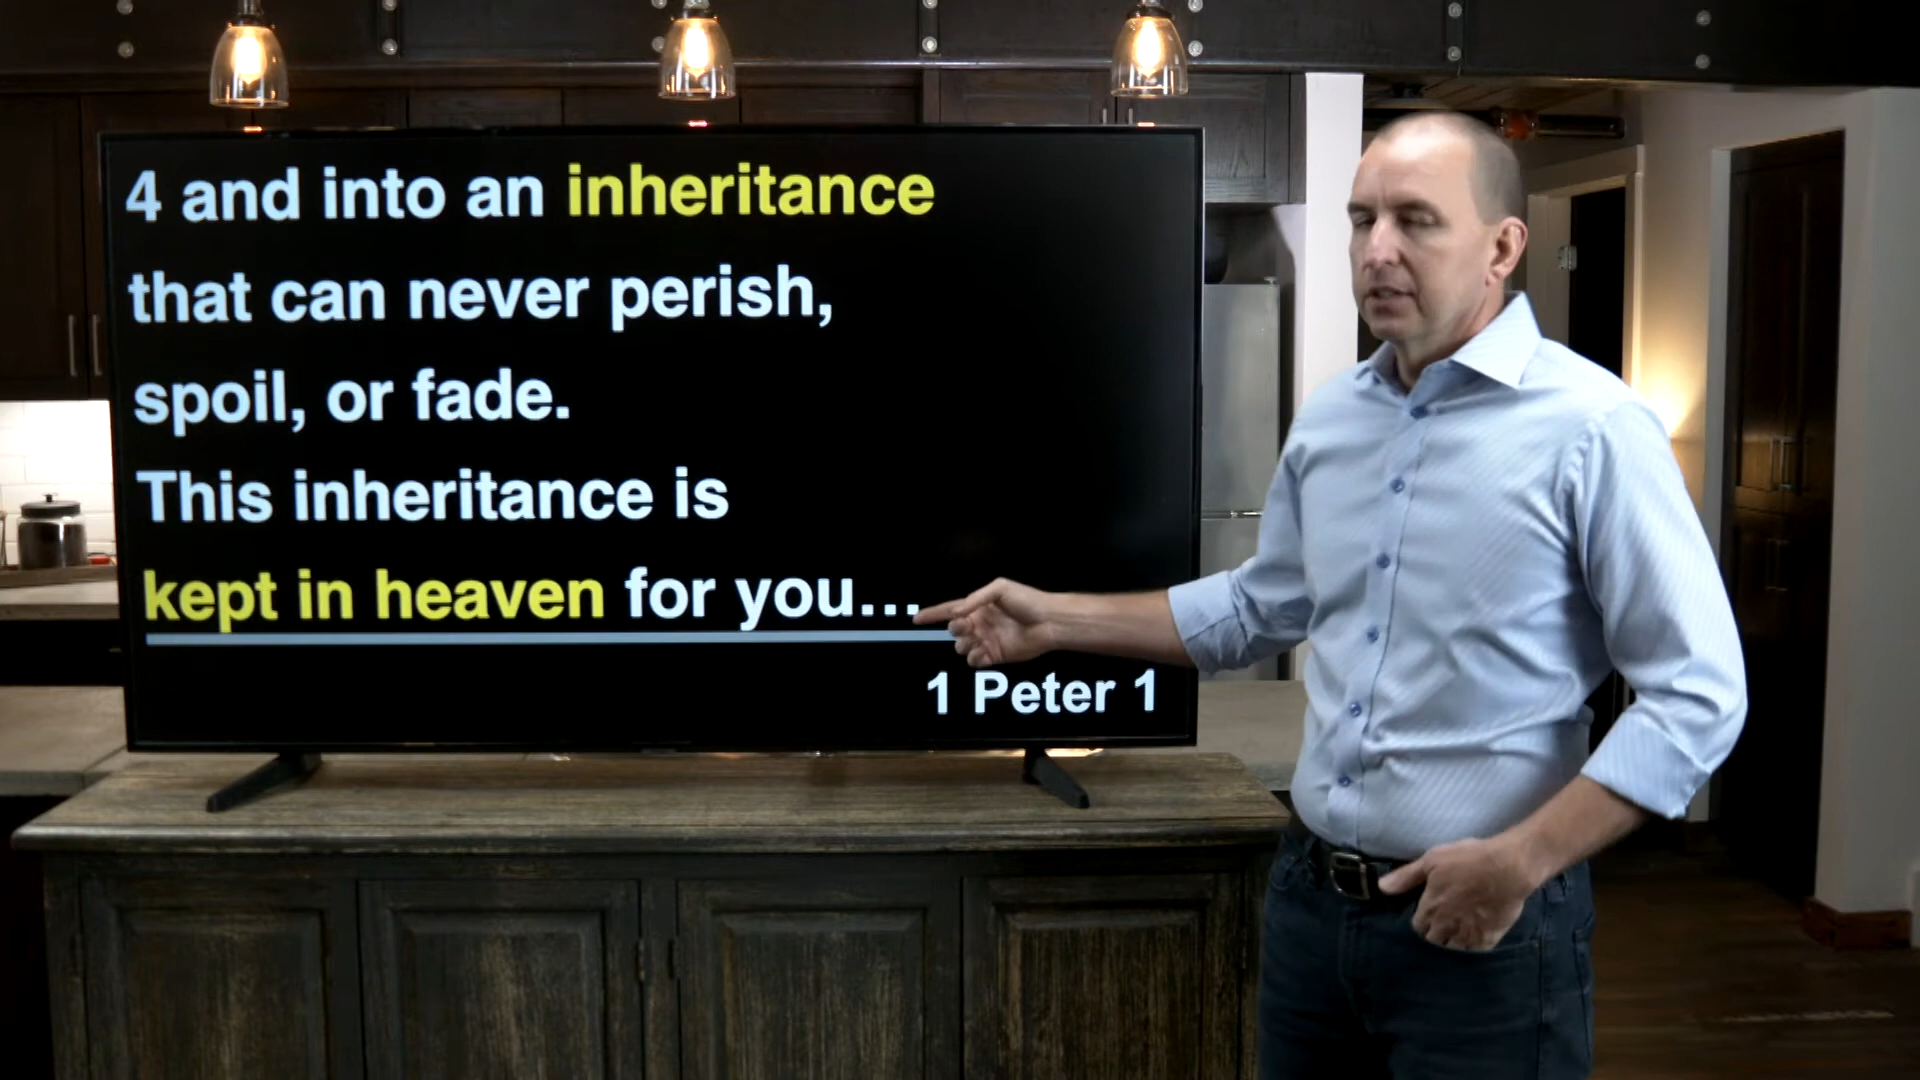 4 and into an inheritance
that can never perish,
spoil, or fade.
This inheritance is
kept in heaven for you...
1 Peter 1